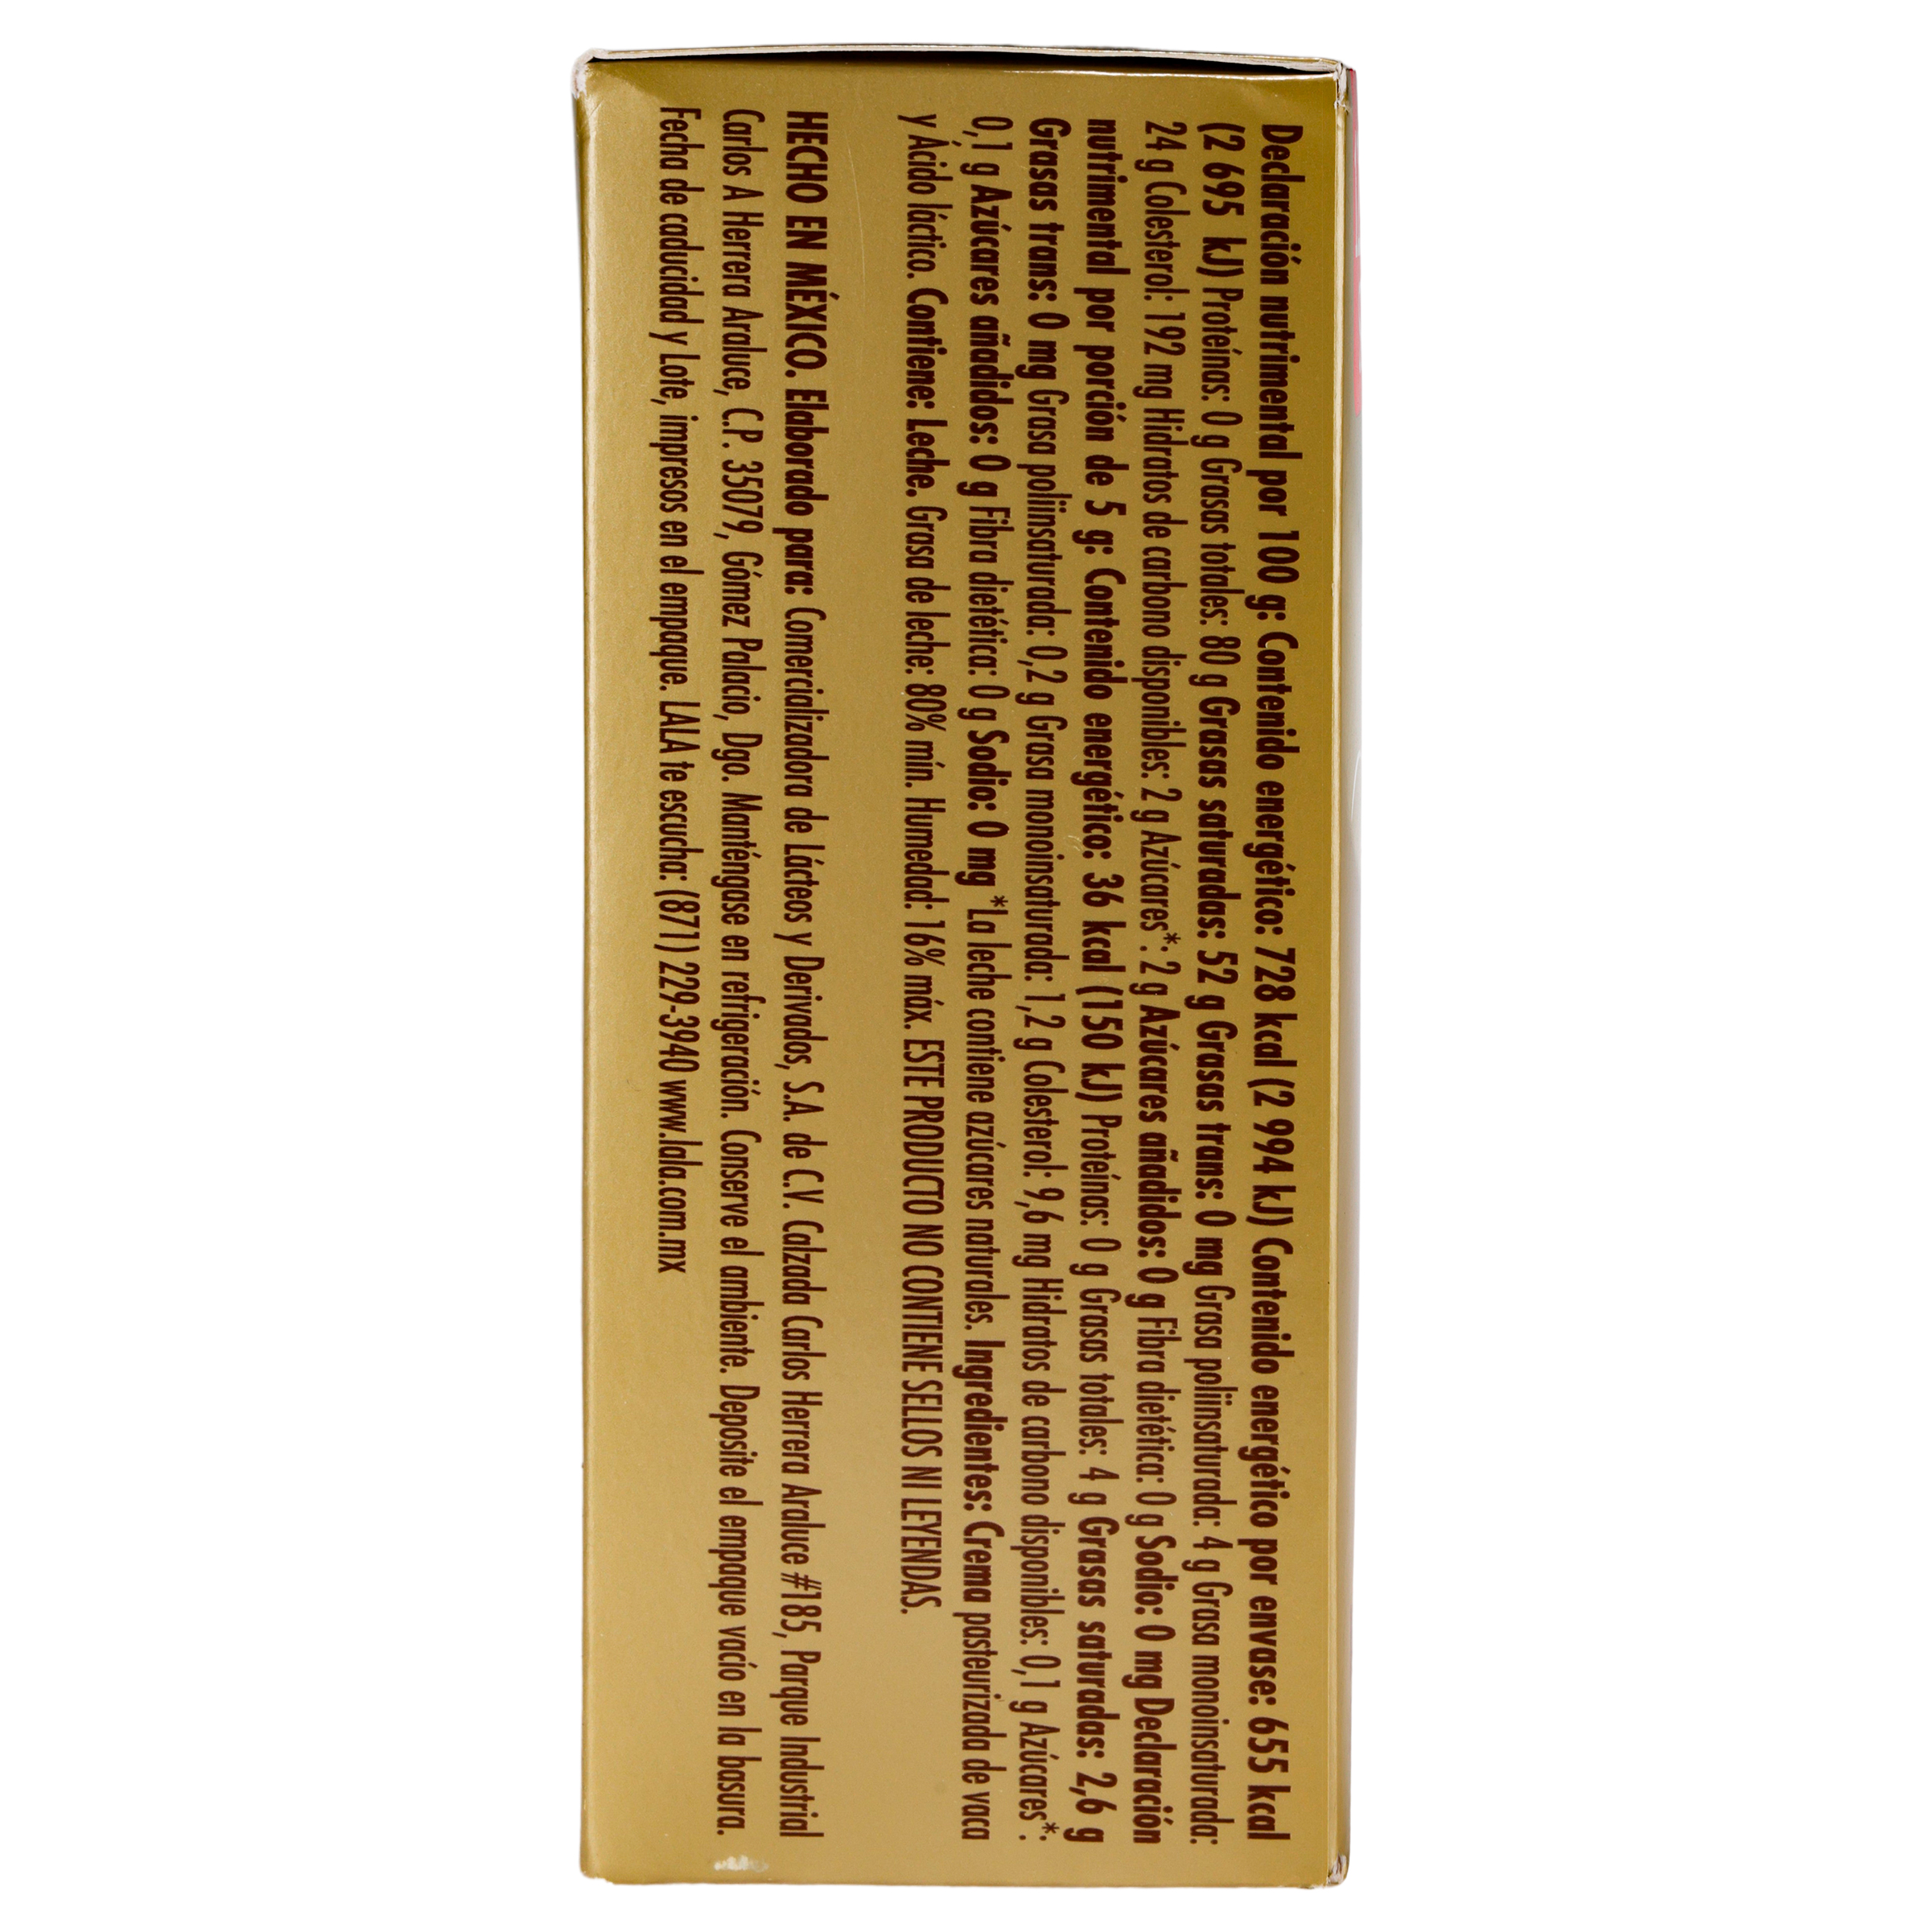 Declaración nutrimental por 100 g: Contenido energético: 728 kcal (2 994 kJ) Contenido energético por envase: 655 kcal
(2 695 kJ) Proteínas: 0 g Grasas totales: 80 g Grasas saturadas: 52 g Grasas trans: 0 mg Grasa poliinsaturada: 4 g Grasa monoinsaturada:
24 g Colesterol: 192 mg Hidratos de carbono disponibles: 2 g Azúcares*: 2 g Azúcares añadidos: 0 g Fibra dietética: 0 g Sodio: 0 mg Declaración
nutrimental por porción de 5 g: Contenido energético: 36 kcal (150 kJ) Proteínas: 0 g Grasas totales: 4 g Grasas saturadas: 2,6 g
Grasas trans: 0 mg Grasa poliinsaturada: 0,2 g Grasa monoinsaturada: 1,2 g Colesterol: 9,6 mg Hidratos de carbono disponibles: 0,1 g Azúcares*:
0,1 g Azúcares añadidos: 0 g Fibra dietética: 0 g Sodio: 0 mg *La leche contiene azúcares naturales. Ingredientes: Crema pasteurizada de vaca
y Ácido láctico. Contiene: Leche. Grasa de leche: 80% mín. Humedad: 16% máx. ESTE PRODUCTO NO CONTIENE SELLOS NI LEYENDAS.
HECHO EN MÉXICO. Elaborado para: Comercializadora de Lácteos y Derivados, S.A. de C.V. Calzada Carlos Herrera Araluce #185, Parque Industrial
Carlos A Herrera Araluce, C.P. 35079, Gómez Palacio, Dgo. Manténgase en refrigeración. Conserve el ambiente. Deposite el empaque vacío en la basura.
Fecha de caducidad y Lote, impresos en el empaque. LALA te escucha: (871) 229-3940 www.lala.com.mx